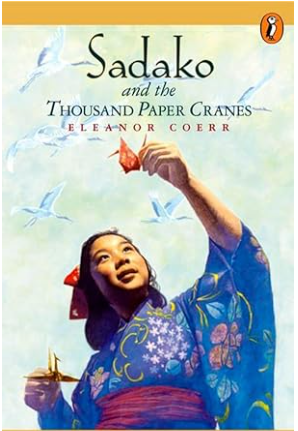 Sadako
and the
THOUSAND PAPER CRANES
ELEANOR COERR